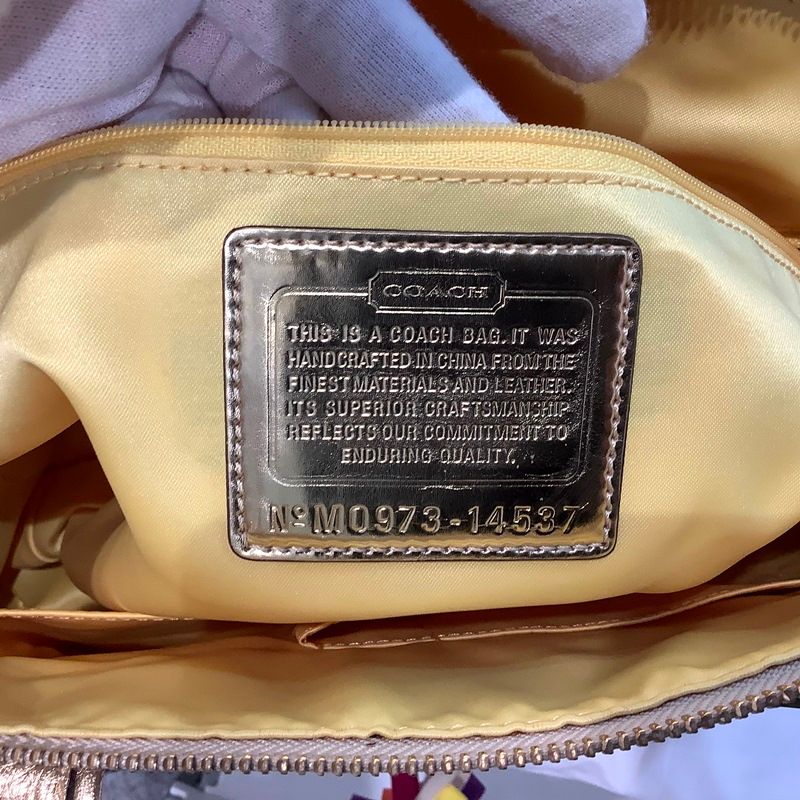 COACH
THIS IS A COACH BAG. IT WAS
HANDCRAFTED IN CHINA FROM THE
FINEST MATERIALS AND LEATHER.
ITS SUPERIOR CRAFTSMANSHIP
REFLECTS OUR COMMITMENT TO
ENDURING QUALITY.
Nº M0973-14537